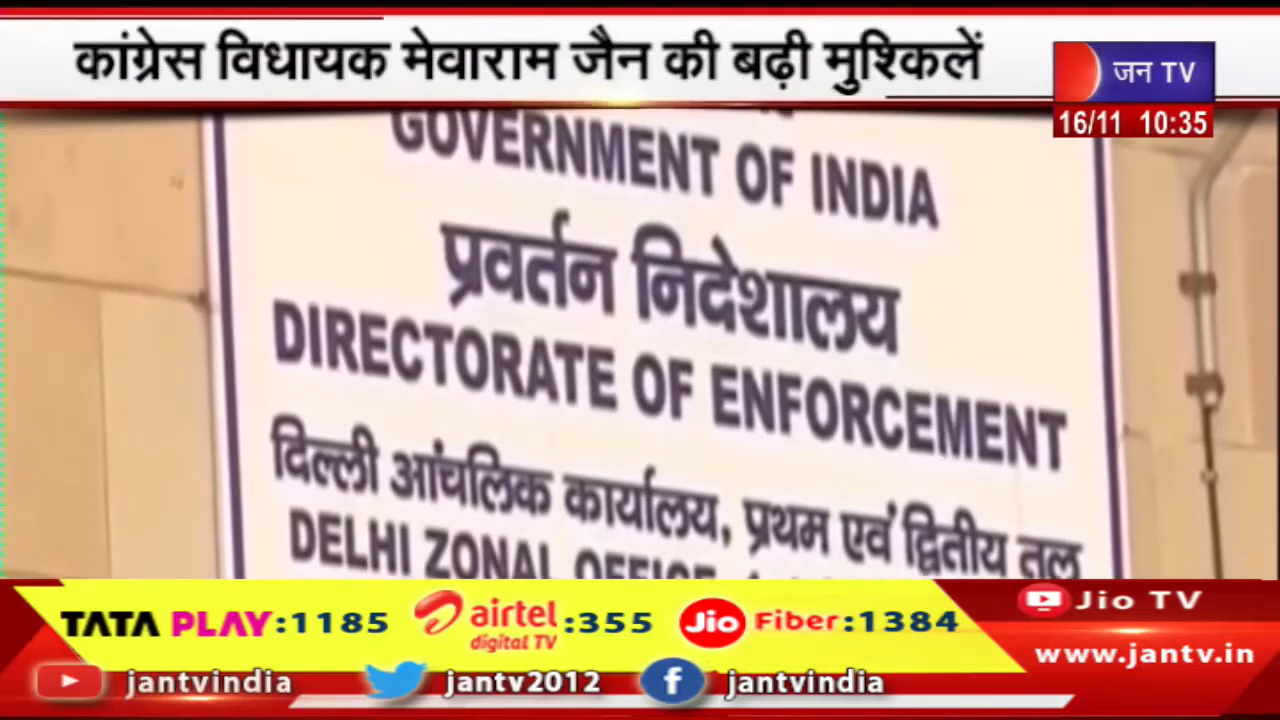 कांग्रेस विधायक मेवाराम जैन की बढ़ी मुश्किलें
जन TV
16/11 10:35
GOVERNMENT OF INDIA
प्रवर्तन निदेशालय
DIRECTORATE OF ENFORCEMENT
दिल्ली आंचलिक कार्यालय, प्रथम एवं द्वितीय तल
DELHI ZONAL OFFICE
TATA PLAY:1185
airtel digital TV :355
Jio Fiber:1384
Jio TV
www.jantv.in
jantvindia
jantv2012
jantvindia